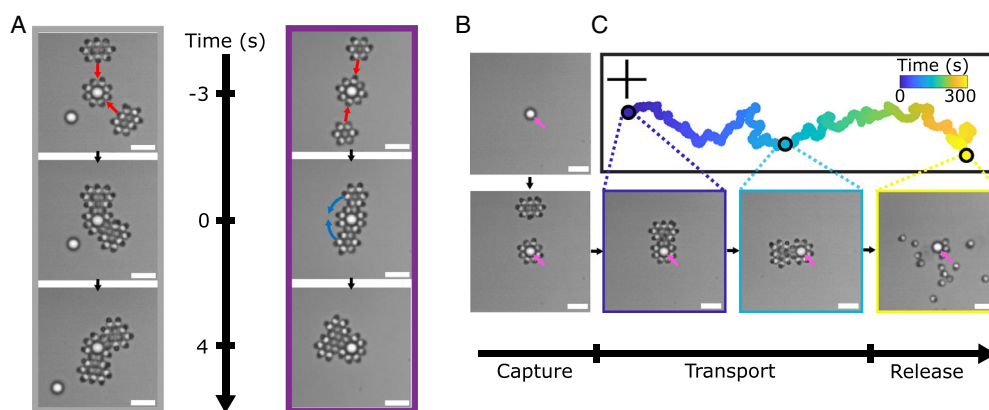 A
Time (s)
-3
0
4
B
C
Time (s)
0
300
Capture
Transport
Release